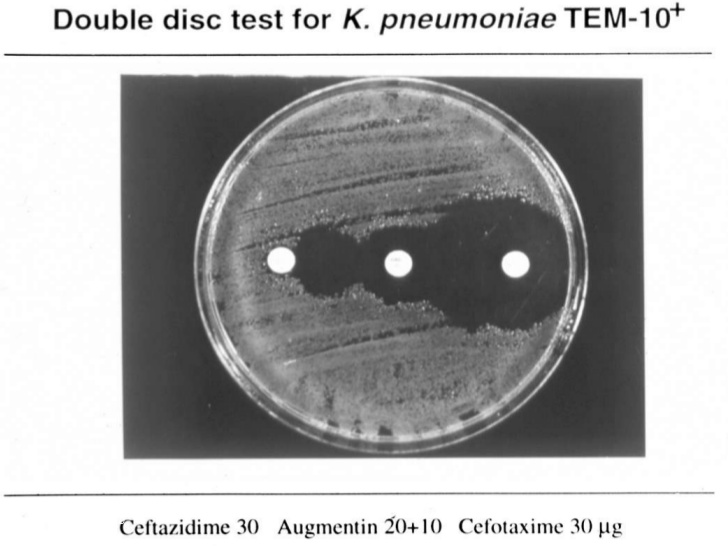 Double disc test for K. pneumoniae TEM-10+
Ceftazidime 30 Augmentin 20+10 Cefotaxime 30 µg